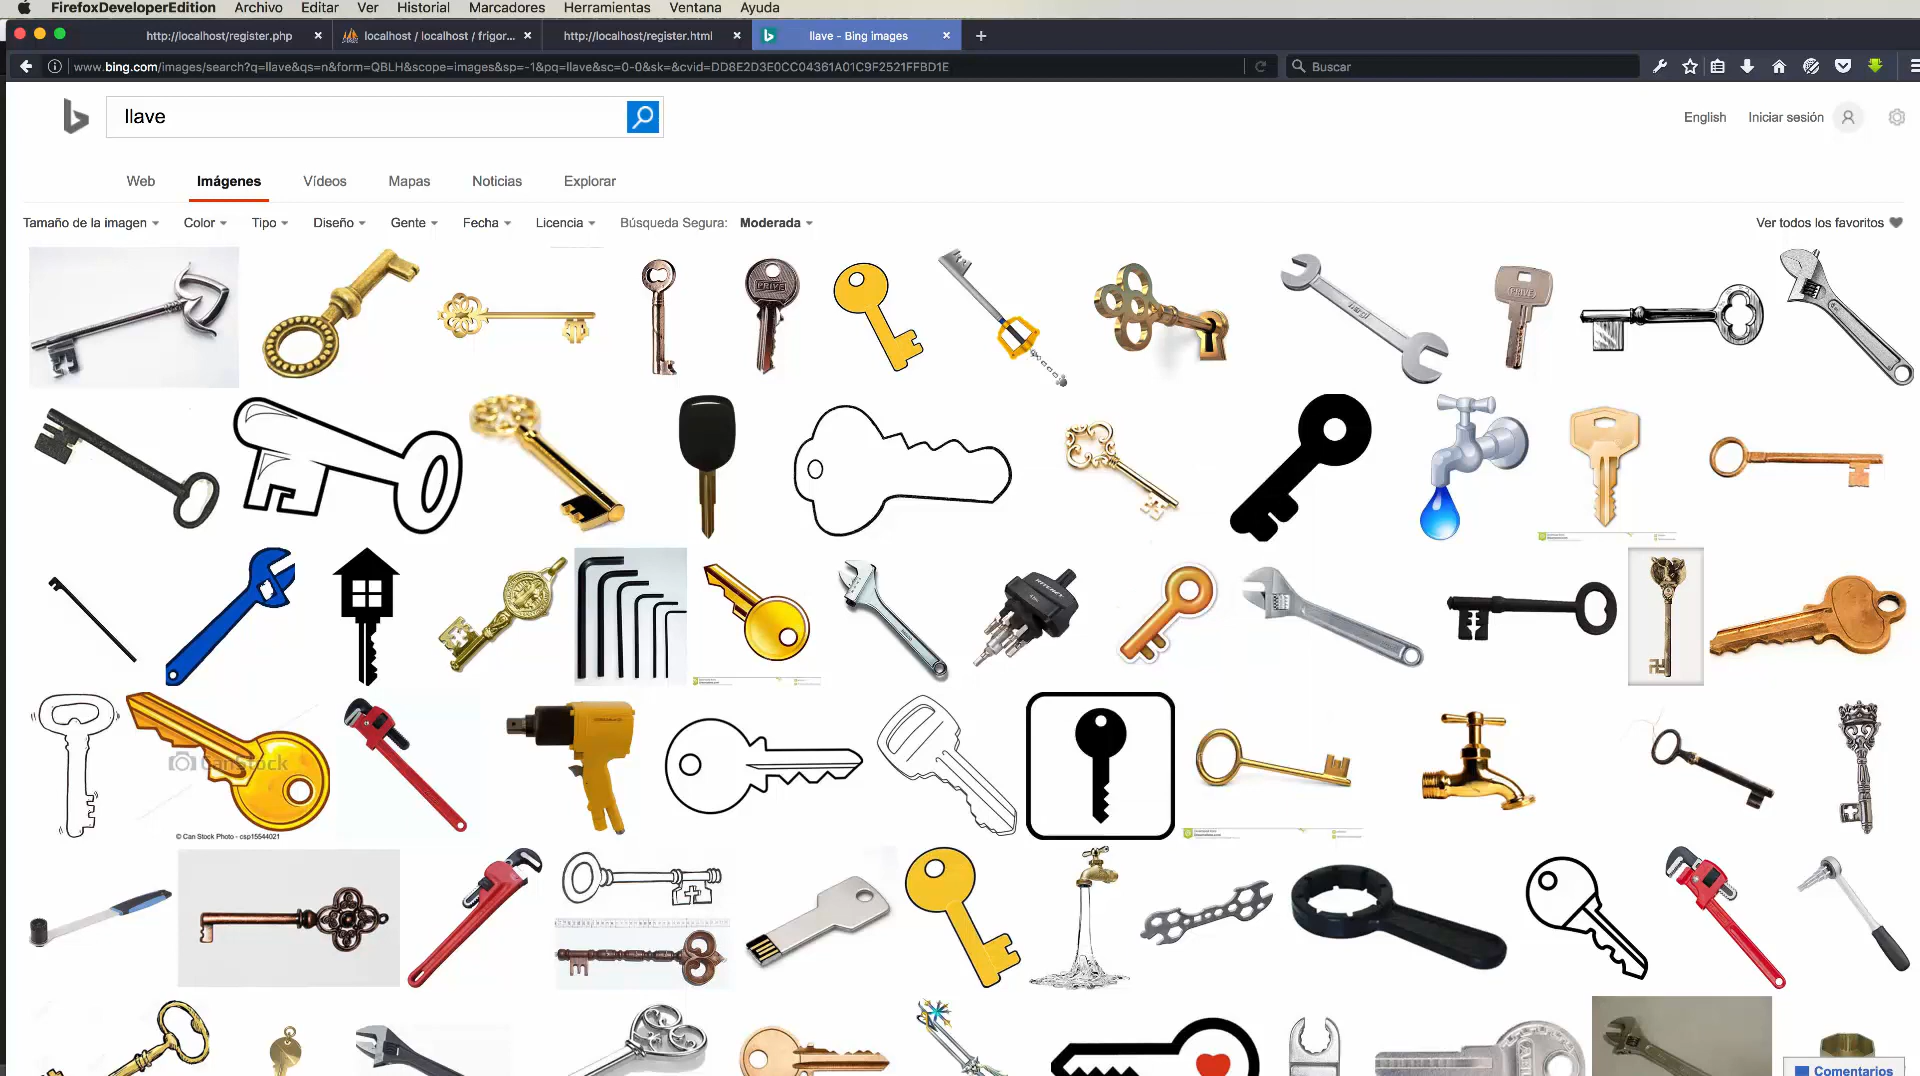 FirefoxDeveloperEdition Archivo Editar Ver Historial Marcadores Herramientas Ventana Ayuda
http://localhost/register.php localhost / localhost / frigor... http://localhost/register.html llave - Bing images
www.bing.com/images/search?q=llave&qs=n&form=QBLH&scope=images&sp=-1&pq=llave&sc=0-0&sk=&cvid=DD8E2D3E0CC04361A01C9F2521FFBD1E Buscar
llave
English Iniciar sesión
Web Imágenes Vídeos Mapas Noticias Explorar
Tamaño de la imagen Color Tipo Diseño Gente Fecha Licencia Búsqueda Segura: Moderada Ver todos los favoritos
PRIVE
PRIVE
CanStock
© Can Stock Photo - csp15544021
Comentarios